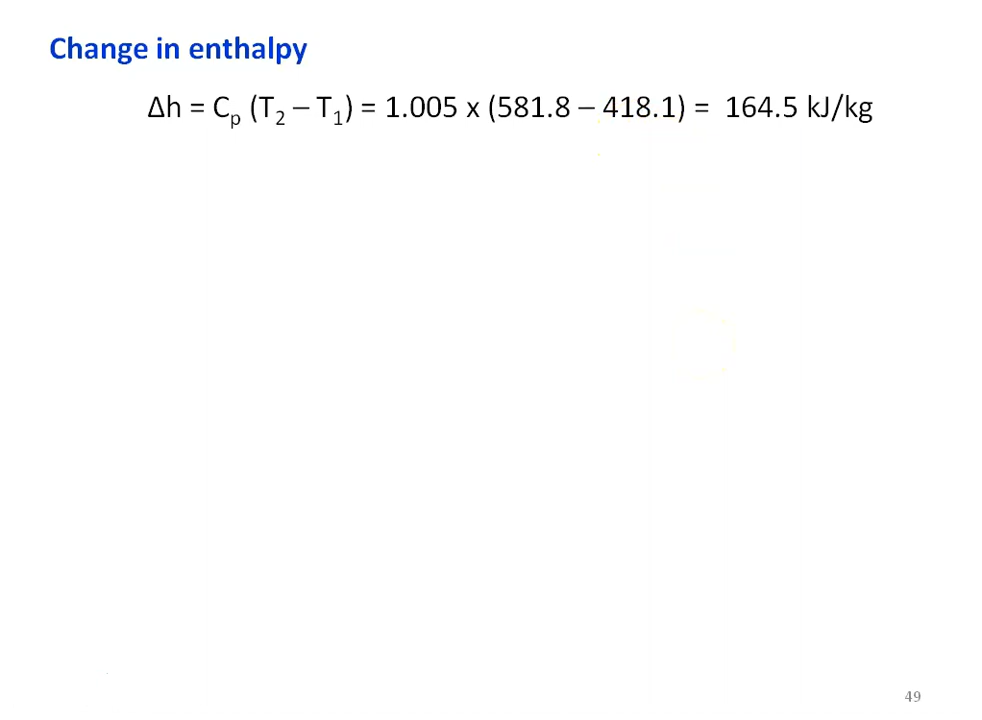 Change in enthalpy
Δh = Cp (T2 – T1) = 1.005 x (581.8 – 418.1) = 164.5 kJ/kg
49